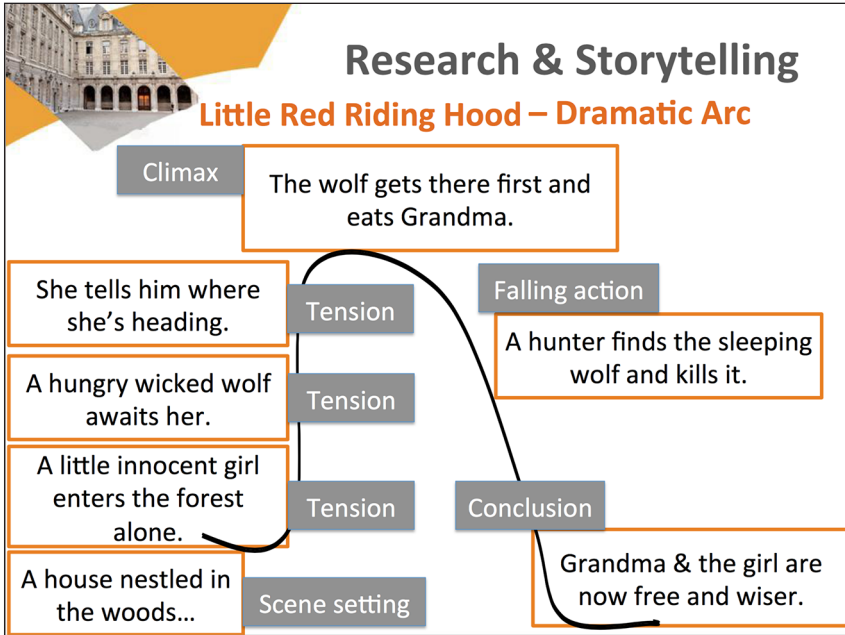 Research & Storytelling
Little Red Riding Hood – Dramatic Arc
Climax
The wolf gets there first and
eats Grandma.
She tells him where
she's heading.
Tension
Falling action
A hunter finds the sleeping
wolf and kills it.
A hungry wicked wolf
awaits her.
Tension
A little innocent girl
enters the forest
alone.
Tension
Conclusion
Grandma & the girl are
now free and wiser.
A house nestled in
the woods...
Scene setting